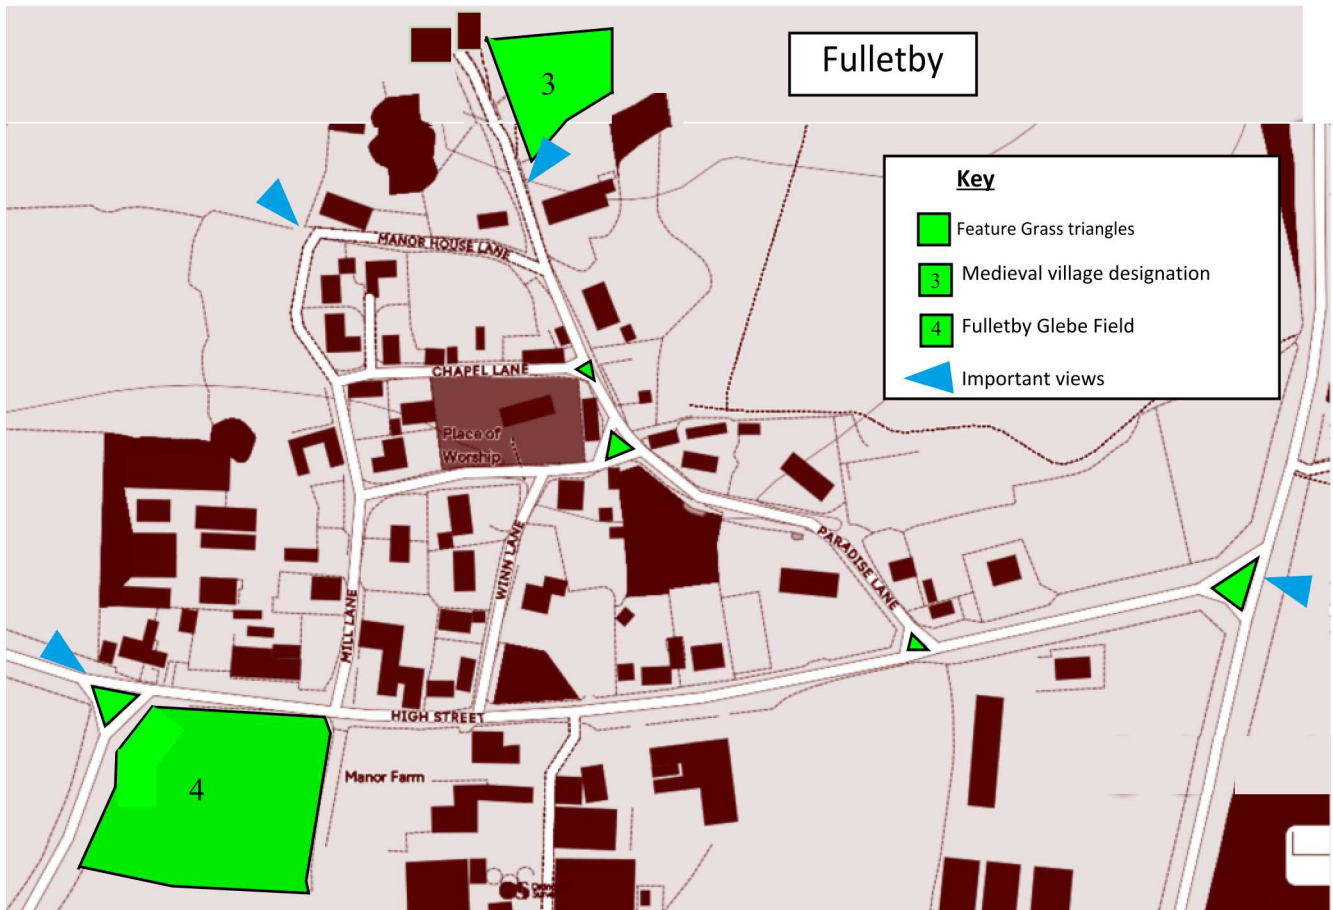 Fulletby
3
Key
Feature Grass triangles
3 Medieval village designation
4 Fulletby Glebe Field
Important views
MANOR HOUSE LANE
CHAPEL LANE
Place of
Worship
WINN LANE
PARADISE LANE
MILL LANE
HIGH STREET
Manor Farm
4
OS